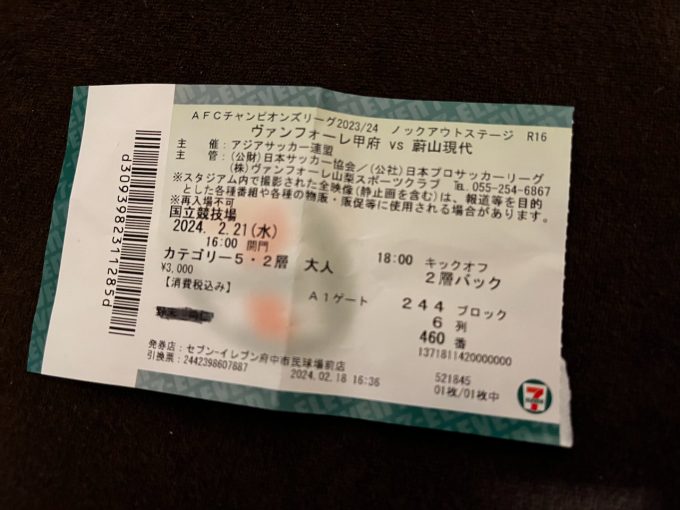 AFCチャンピオンズリーグ2023/24 ノックアウトステージ R16
ヴァンフォーレ甲府 vs 蔚山現代
主 催 : アジアサッカー連盟
主 管 : (公財)日本サッカー協会/(公社)日本プロサッカーリーグ
(株)ヴァンフォーレ山梨スポーツクラブ ℡055-254-6867
※スタジアム内で撮影された全映像(静止画を含む)は、報道等を目的
とした各種番組や各種の物販・販促等に使用される場合があります。
※再入場不可
国立競技場
2024. 2.21(水)
16:00 開門 18:00 キックオフ
カテゴリー5・2層 大人 2層バック
¥3,000
【消費税込み】
A1ゲート 244 ブロック
6 列
460 番
1371811420000000
発券店:セブン-イレブン府中市民球場前店
引換票:2442398607687
2024.02.18 16:36
521845
01枚/01枚中
d3093982311285d